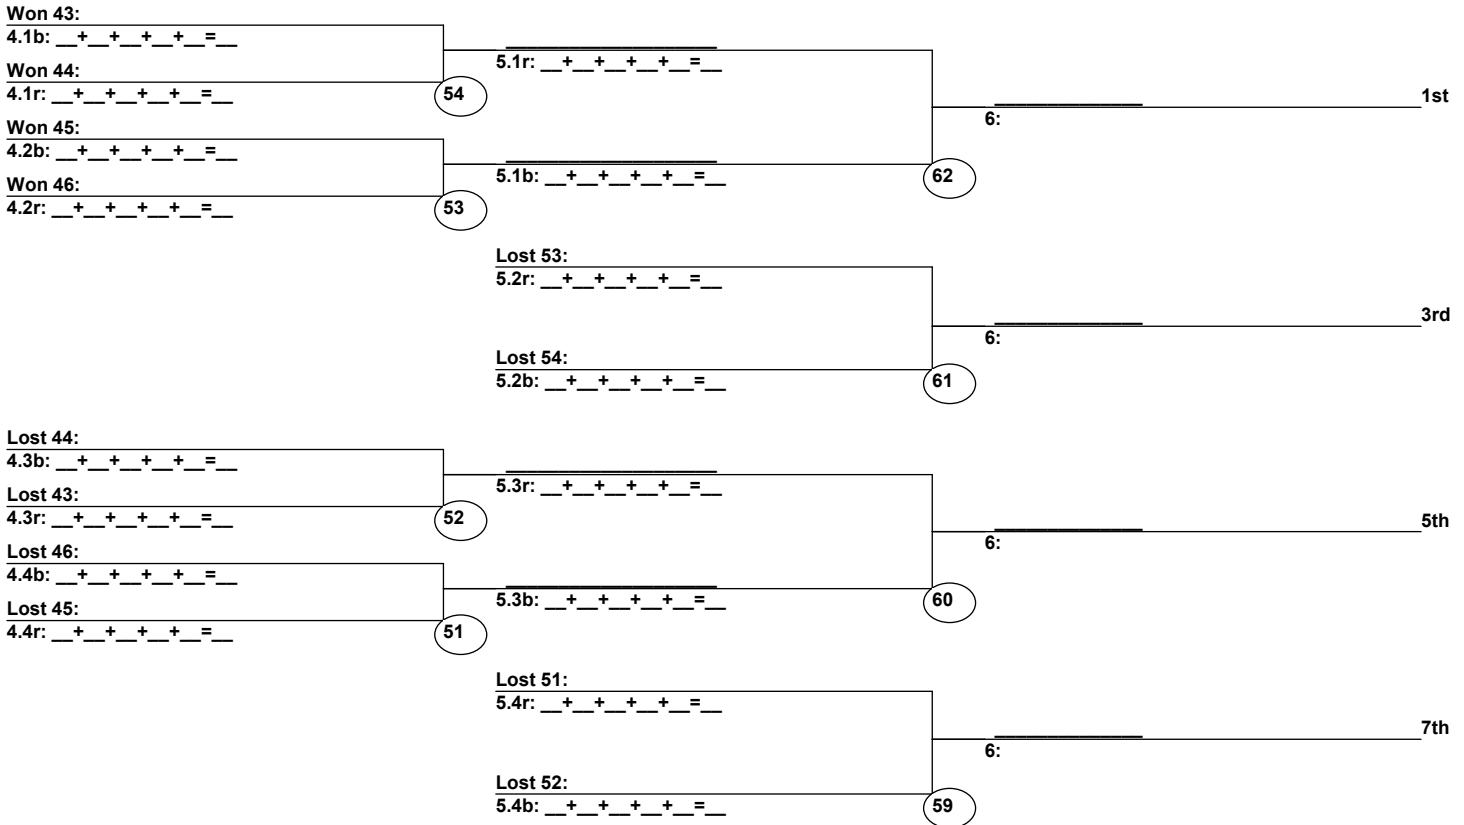 Won 43:
4.1b: __+__+__+__+__=__
____________________
5.1r: __+__+__+__+__=__
Won 44:
4.1r: __+__+__+__+__=__
54
______________
1st
6:
Won 45:
4.2b: __+__+__+__+__=__
____________________
5.1b: __+__+__+__+__=__
62
Won 46:
4.2r: __+__+__+__+__=__
53
Lost 53:
5.2r: __+__+__+__+__=__
______________
3rd
6:
Lost 54:
5.2b: __+__+__+__+__=__
61
Lost 44:
4.3b: __+__+__+__+__=__
____________________
5.3r: __+__+__+__+__=__
Lost 43:
4.3r: __+__+__+__+__=__
52
______________
5th
6:
Lost 46:
4.4b: __+__+__+__+__=__
____________________
5.3b: __+__+__+__+__=__
60
Lost 45:
4.4r: __+__+__+__+__=__
51
Lost 51:
5.4r: __+__+__+__+__=__
______________
7th
6:
Lost 52:
5.4b: __+__+__+__+__=__
59